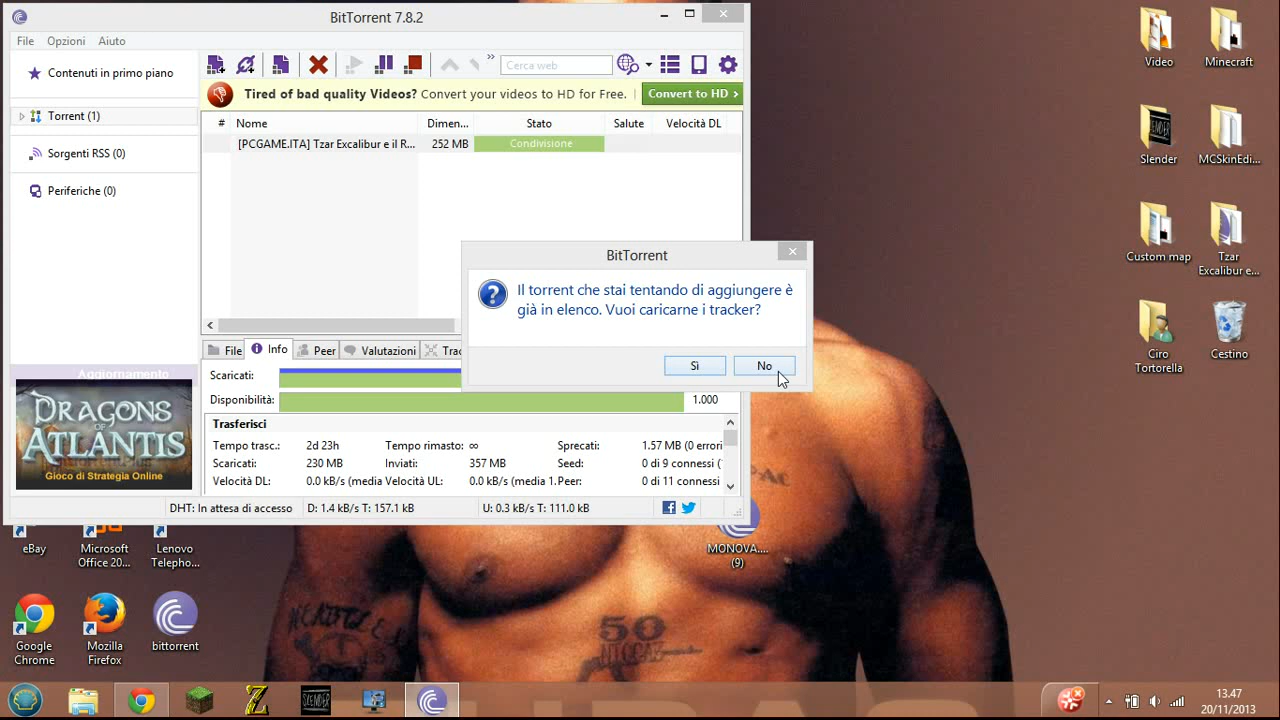 BitTorrent 7.8.2
File Opzioni Aiuto
Contenuti in primo piano
Cerca web
Tired of bad quality Videos? Convert your videos to HD for Free. Convert to HD >
Torrent (1)
# Nome Dimen... Stato Salute Velocità DL
[PCGAME.ITA] Tzar Excalibur e il R... 252 MB Condivisione
Sorgenti RSS (0)
Periferiche (0)
BitTorrent
Il torrent che stai tentando di aggiungere è
già in elenco. Vuoi caricarne i tracker?
Sì No
File Info Peer Valutazioni Trac
Aggiornamento
DRAGONS
OF
ATLANTIS
Gioco di Strategia Online
Scaricati:
Disponibilità: 1.000
Trasferisci
Tempo trasc.: 2d 23h Tempo rimasto: ∞ Sprecati: 1.57 MB (0 errori
Scaricati: 230 MB Inviati: 357 MB Seed: 0 di 9 connessi (
Velocità DL: 0.0 kB/s (media Velocità UL: 0.0 kB/s (media 1. Peer: 0 di 11 connessi
DHT: In attesa di accesso D: 1.4 kB/s T: 157.1 kB U: 0.3 kB/s T: 111.0 kB
Video
Minecraft
SLENDER
Slender
MCSkinEdi...
Custom map
Tzar
Excalibur e...
Ciro
Tortorella
Cestino
eBay
Microsoft
Office 20...
Lenovo
Telepho...
MONOVA....
(9)
Google
Chrome
Mozilla
Firefox
bittorrent
50
SLENDER
13.47
20/11/2013